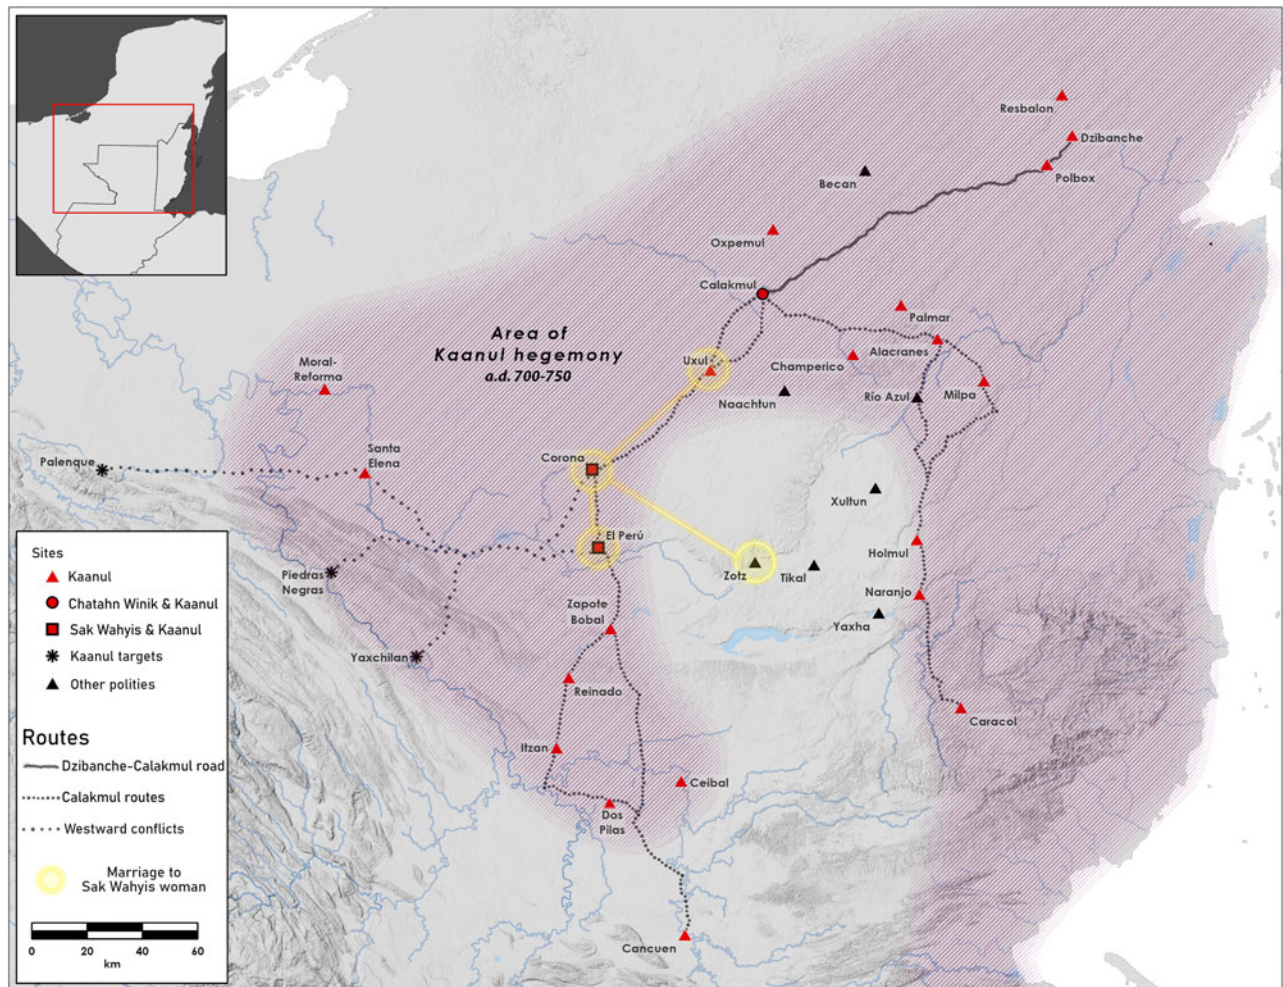 Resbalon
Dzibanche
Polbox
Becan
Oxpemul
Calakmul
Palmar
Area of
Kaanul hegemony
a.d. 700-750
Uxul
Alacranes
Champerico
Moral-
Reforma
Naachtun
Río Azul
Milpa
Santa
Elena
Palenque
Corona
Xultun
El Perú
Holmul
Piedras
Negras
Zotz
Tikal
Naranjo
Zapote
Bobal
Yaxha
Yaxchilan
Reinado
Caracol
Itzan
Ceibal
Dos
Pilas
Cancuen
Sites
Kaanul
Chatahn Winik & Kaanul
Sak Wahyis & Kaanul
Kaanul targets
Other polities
Routes
Dzibanche-Calakmul road
Calakmul routes
Westward conflicts
Marriage to
Sak Wahyis woman
0 20 40 60
km